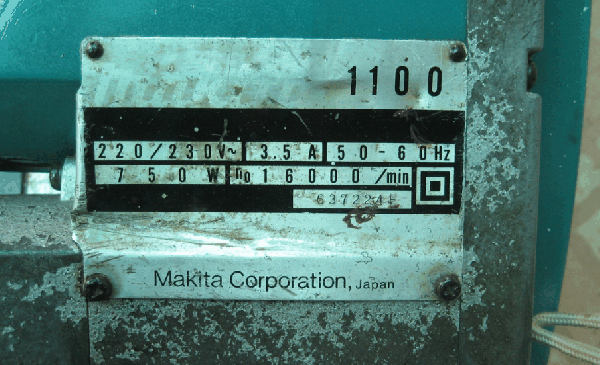 1100
220/230V~ 3.5A 50-60Hz
750W n0 16000/min
Makita Corporation, Japan